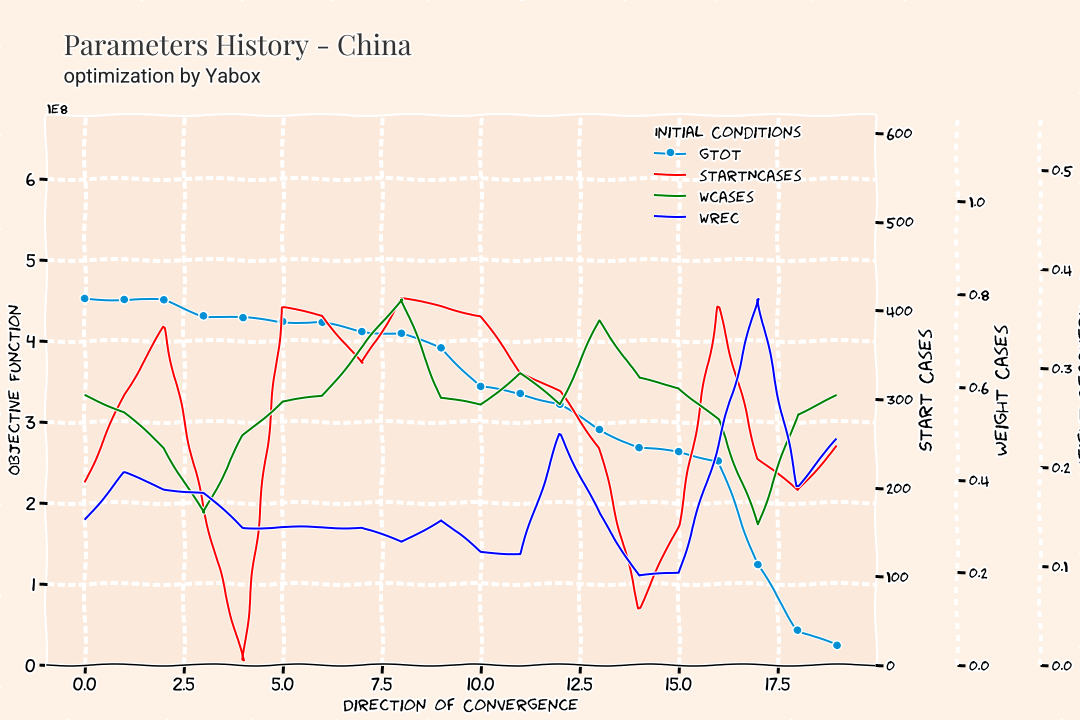 Parameters History - China
optimization by Yabox
1E8
INITIAL CONDITIONS
GTOT
STARTNCASES
WCASES
WREC
6
5
4
3
2
1
0
OBJECTIVE FUNCTION
0.0 2.5 5.0 7.5 10.0 12.5 15.0 17.5
DIRECTION OF CONVERGENCE
600
500
400
300
200
100
0
START CASES
1.0
0.8
0.6
0.4
0.2
0.0
WEIGHT CASES
0.5
0.4
0.3
0.2
0.1
0.0